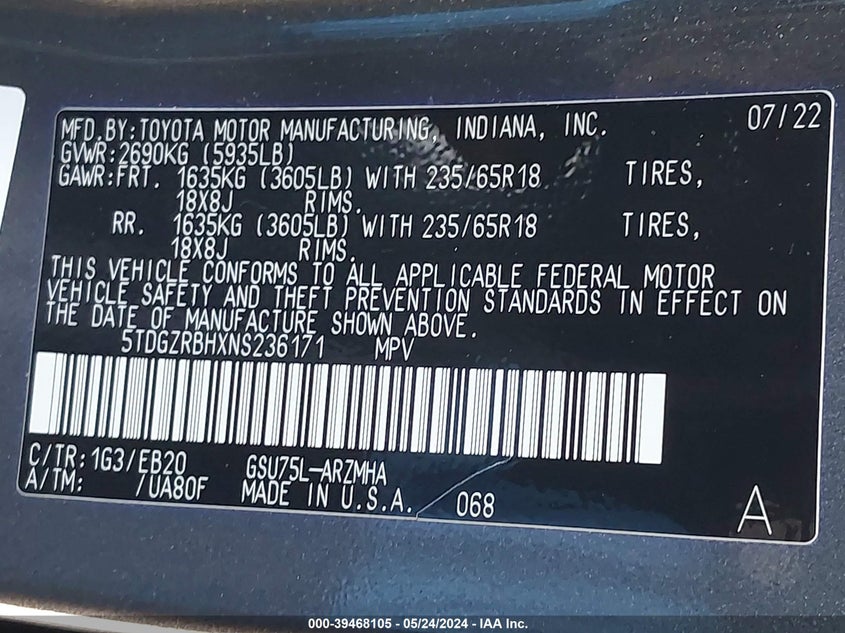 07/22
MFD.BY:TOYOTA MOTOR MANUFACTURING, INDIANA, INC.
GVWR:2690KG (5935LB)
GAWR:FRT. 1635KG (3605LB) WITH 235/65R18 TIRES,
18X8J RIMS.
RR. 1635KG (3605LB) WITH 235/65R18 TIRES,
18X8J RIMS.
THIS VEHICLE CONFORMS TO ALL APPLICABLE FEDERAL MOTOR
VEHICLE SAFETY AND THEFT PREVENTION STANDARDS IN EFFECT ON
THE DATE OF MANUFACTURE SHOWN ABOVE.
5TDGZRBHXNS236171 MPV
C/TR:1G3/EB20 GSU75L-ARZMHA
A/TM: /UA80F MADE IN U.S.A. 068
A
000-39468105 - 05/24/2024 - IAA Inc.